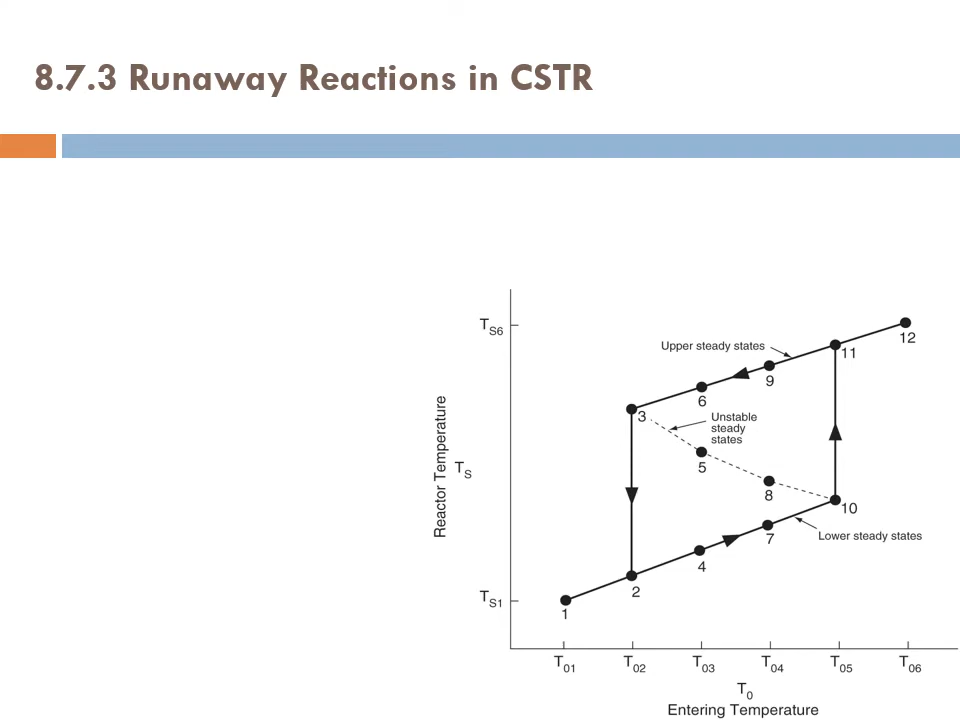 8.7.3 Runaway Reactions in CSTR
T_S6
Upper steady states
12
11
9
6
3
Unstable
steady
states
Reactor Temperature
T_S
5
8
10
7
Lower steady states
4
T_S1
2
1
T_01 T_02 T_03 T_04 T_05 T_06
T_0
Entering Temperature